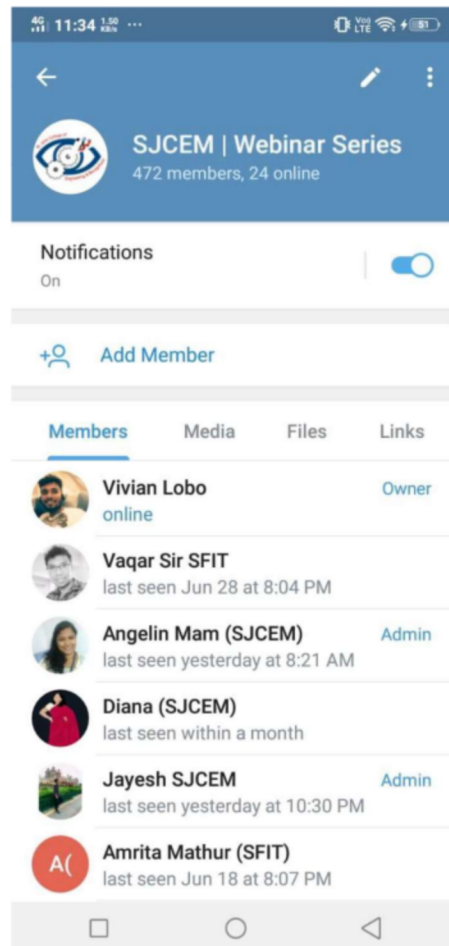 4G 11:34 1.50 KB/s ... Vo) LTE 51
SJCEM | Webinar Series
472 members, 24 online
Notifications
On
Add Member
Members Media Files Links
Vivian Lobo Owner
online
Vaqar Sir SFIT
last seen Jun 28 at 8:04 PM
Angelin Mam (SJCEM) Admin
last seen yesterday at 8:21 AM
Diana (SJCEM)
last seen within a month
Jayesh SJCEM Admin
last seen yesterday at 10:30 PM
A( Amrita Mathur (SFIT)
last seen Jun 18 at 8:07 PM